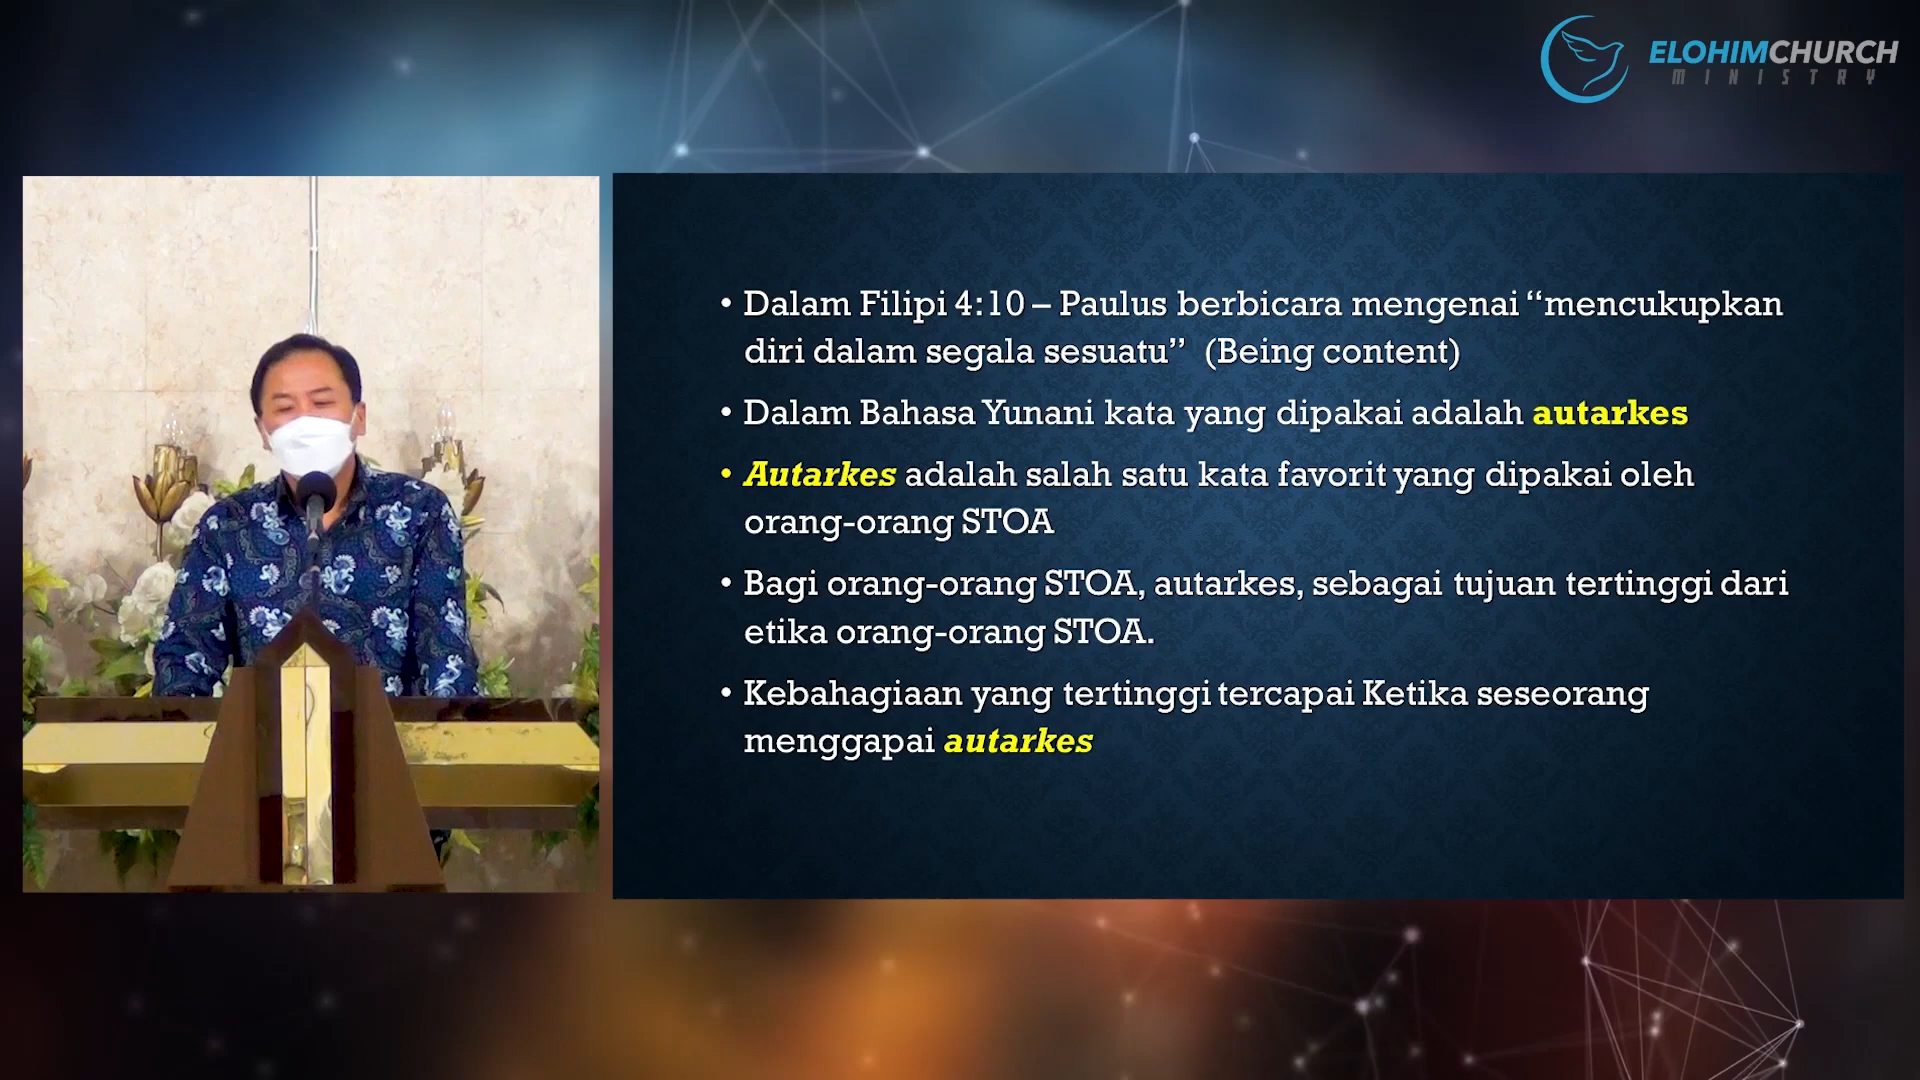 ELOHIMCHURCH
MINISTRY
• Dalam Filipi 4:10 – Paulus berbicara mengenai “mencukupkan
diri dalam segala sesuatu” (Being content)
• Dalam Bahasa Yunani kata yang dipakai adalah autarkes
• Autarkes adalah salah satu kata favorit yang dipakai oleh
orang-orang STOA
• Bagi orang-orang STOA, autarkes, sebagai tujuan tertinggi dari
etika orang-orang STOA.
• Kebahagiaan yang tertinggi tercapai Ketika seseorang
menggapai autarkes